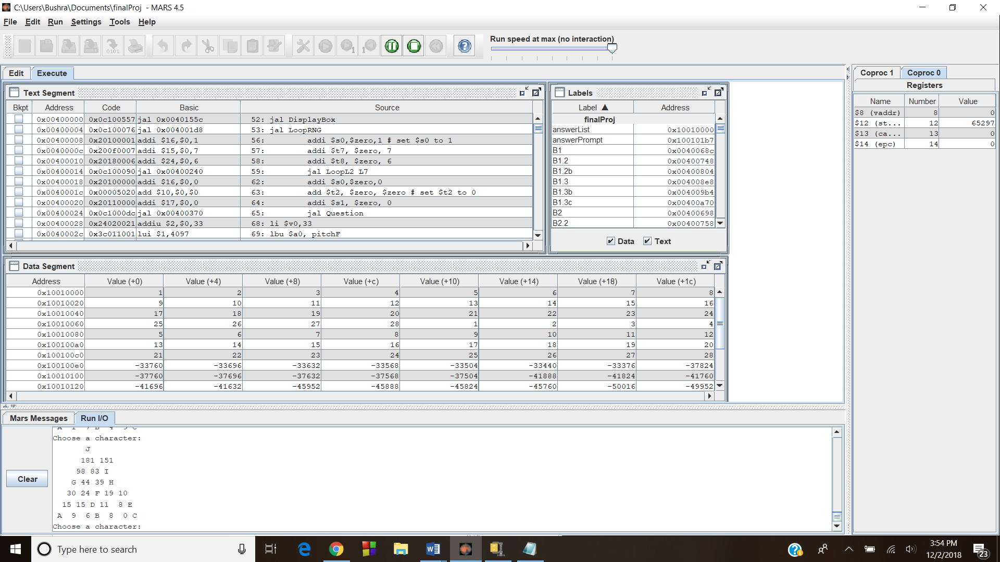 C:\Users\Bushra\Documents\finalProj - MARS 4.5
File Edit Run Settings Tools Help
Run speed at max (no interaction)
Edit Execute
Coproc 1 Coproc 0
Registers
Name Number Value
$8 (vaddr) 8 0
$12 (st... 12 65297
$13 (ca... 13 0
$14 (epc) 14 0
Text Segment
Bkpt Address Code Basic Source
0x00400000 0x0c100557 jal 0x0040155c 52: jal DisplayBox
0x00400004 0x0c100076 jal 0x004001d8 53: jal LoopRNG
0x00400008 0x20100001 addi $16,$0,1 56: addi $s0,$zero,1 # set $s0 to 1
0x0040000c 0x200f0007 addi $15,$0,7 57: addi $t7, $zero, 7
0x00400010 0x20180006 addi $24,$0,6 58: addi $t8, $zero, 6
0x00400014 0x0c100090 jal 0x00400240 59: jal LoopL2 L7
0x00400018 0x20100000 addi $16,$0,0 62: addi $s0,$zero,0
0x0040001c 0x00005020 add $10,$0,$0 63: add $t2, $zero, $zero # set $t2 to 0
0x00400020 0x20110000 addi $17,$0,0 64: addi $s1, $zero, 0
0x00400024 0x0c1000dc jal 0x00400370 65: jal Question
0x00400028 0x24020021 addiu $2,$0,33 68: li $v0,33
0x0040002c 0x3c011001 lui $1,4097 69: lbu $a0, pitchF
Labels
Label ▲ Address
finalProj
answerList 0x10010000
answerPrompt 0x100101b7
B1 0x0040068c
B1.2 0x00400748
B1.2b 0x00400804
B1.3 0x004008e8
B1.3b 0x004009b4
B1.3c 0x00400a70
B2 0x00400698
B2.2 0x00400758
Data Text
Data Segment
Address Value (+0) Value (+4) Value (+8) Value (+c) Value (+10) Value (+14) Value (+18) Value (+1c)
0x10010000 1 2 3 4 5 6 7 8
0x10010020 9 10 11 12 13 14 15 16
0x10010040 17 18 19 20 21 22 23 24
0x10010060 25 26 27 28 1 2 3 4
0x10010080 5 6 7 8 9 10 11 12
0x100100a0 13 14 15 16 17 18 19 20
0x100100c0 21 22 23 24 25 26 27 28
0x100100e0 -33760 -33696 -33632 -33568 -33504 -33440 -33376 -37824
0x10010100 -37760 -37696 -37632 -37568 -37504 -41888 -41824 -41760
0x10010120 -41696 -41632 -45952 -45888 -45824 -45760 -50016 -49952
Mars Messages Run I/O
Clear
Choose a character:
J
181 151
98 83 I
G 44 39 H
30 24 F 19 10
15 15 D 11 8 E
A 9 6 B 8 0 C
Choose a character:
Type here to search
3:54 PM
12/2/2018
23